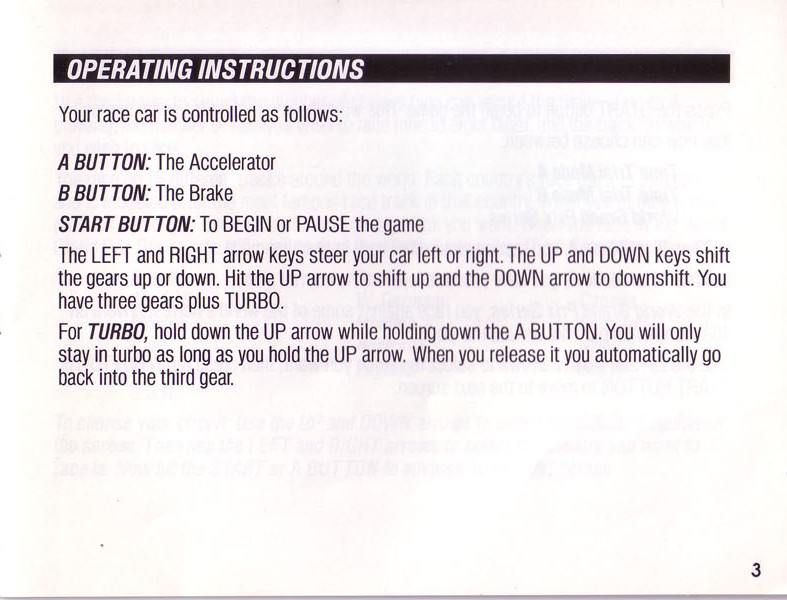 OPERATING INSTRUCTIONS
Your race car is controlled as follows:
A BUTTON: The Accelerator
B BUTTON: The Brake
START BUTTON: To BEGIN or PAUSE the game
The LEFT and RIGHT arrow keys steer your car left or right. The UP and DOWN keys shift
the gears up or down. Hit the UP arrow to shift up and the DOWN arrow to downshift. You
have three gears plus TURBO.
For TURBO, hold down the UP arrow while holding down the A BUTTON. You will only
stay in turbo as long as you hold the UP arrow. When you release it you automatically go
back into the third gear.
3